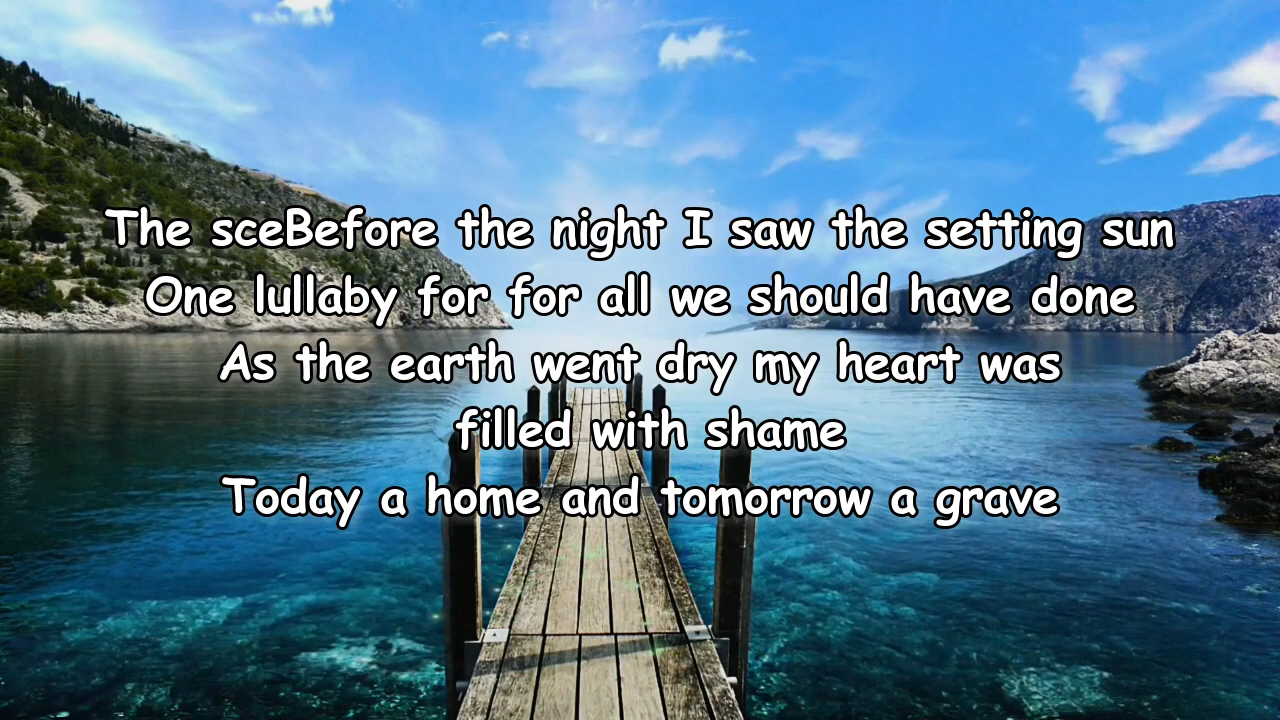 The sceBefore the night I saw the setting sun
One lullaby for for all we should have done
As the earth went dry my heart was
filled with shame
Today a home and tomorrow a grave